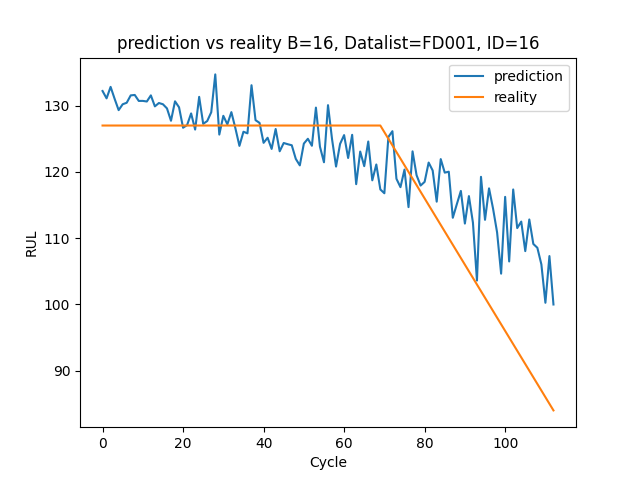 prediction vs reality B=16, Datalist=FD001, ID=16
prediction
reality
RUL
130
120
110
100
90
0 20 40 60 80 100
Cycle